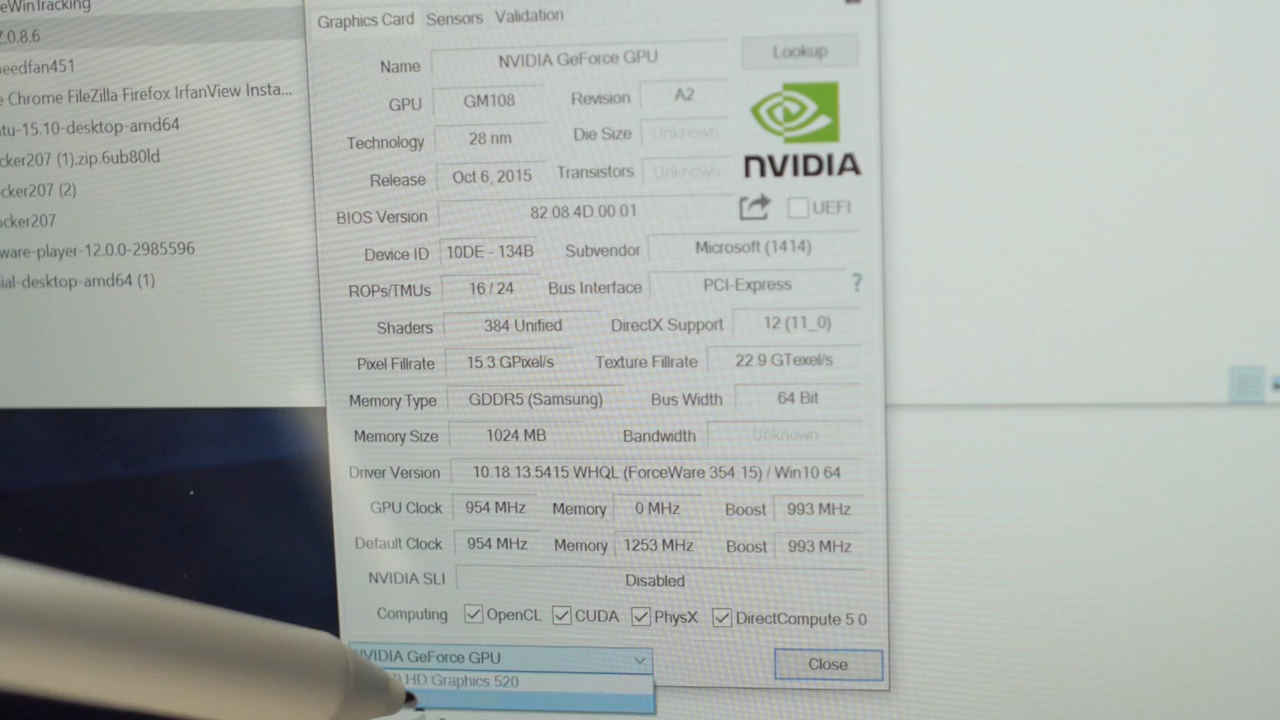 eWinTracking
.0.8.6
eedfan451
e Chrome FileZilla Firefox IrfanView Insta...
tu-15.10-desktop-amd64
cker207 (1).zip.6ub80ld
cker207 (2)
ocker207
ware-player-12.0.0-2985596
ial-desktop-amd64 (1)
Graphics Card Sensors Validation
Name NVIDIA GeForce GPU Lookup
GPU GM108 Revision A2
Technology 28 nm Die Size Unknown
NVIDIA
Release Oct 6, 2015 Transistors Unknown
BIOS Version 82.08.4D.00.01 UEFI
Device ID 10DE - 134B Subvendor Microsoft (1414)
ROPs/TMUs 16 / 24 Bus Interface PCI-Express ?
Shaders 384 Unified DirectX Support 12 (11_0)
Pixel Fillrate 15.3 GPixel/s Texture Fillrate 22.9 GTexel/s
Memory Type GDDR5 (Samsung) Bus Width 64 Bit
Memory Size 1024 MB Bandwidth Unknown
Driver Version 10.18.13.5415 WHQL (ForceWare 354.15) / Win10 64
GPU Clock 954 MHz Memory 0 MHz Boost 993 MHz
Default Clock 954 MHz Memory 1253 MHz Boost 993 MHz
NVIDIA SLI Disabled
Computing OpenCL CUDA PhysX DirectCompute 5.0
VIDIA GeForce GPU Close
) HD Graphics 520